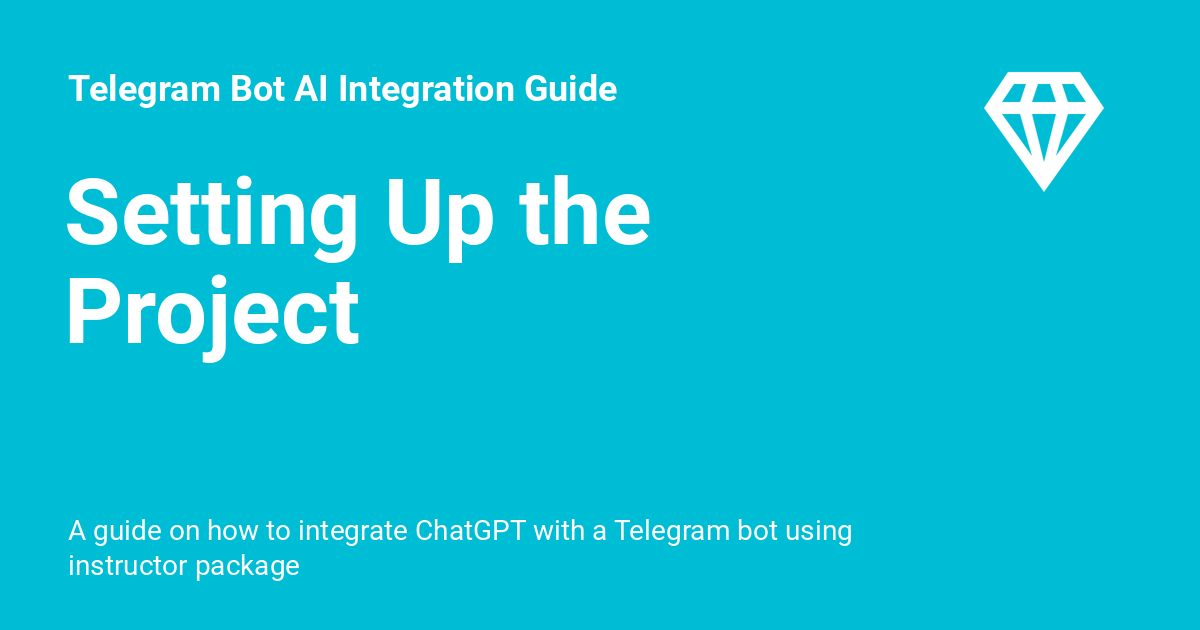 Telegram Bot AI Integration Guide
Setting Up the
Project
A guide on how to integrate ChatGPT with a Telegram bot using
instructor package